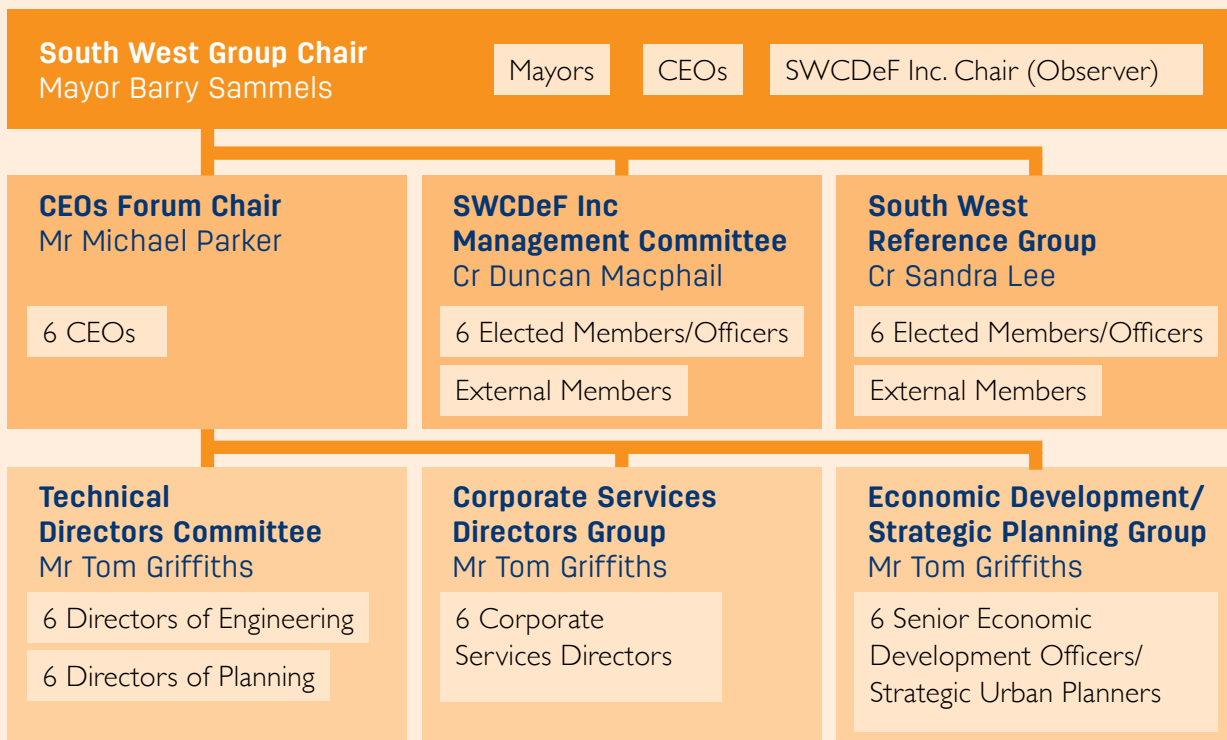 South West Group Chair
Mayor Barry Sammels
Mayors
CEOs
SWCDeF Inc. Chair (Observer)
CEOs Forum Chair
Mr Michael Parker
6 CEOs
SWCDeF Inc
Management Committee
Cr Duncan Macphail
6 Elected Members/Officers
External Members
South West
Reference Group
Cr Sandra Lee
6 Elected Members/Officers
External Members
Technical
Directors Committee
Mr Tom Griffiths
6 Directors of Engineering
6 Directors of Planning
Corporate Services
Directors Group
Mr Tom Griffiths
6 Corporate
Services Directors
Economic Development/
Strategic Planning Group
Mr Tom Griffiths
6 Senior Economic
Development Officers/
Strategic Urban Planners